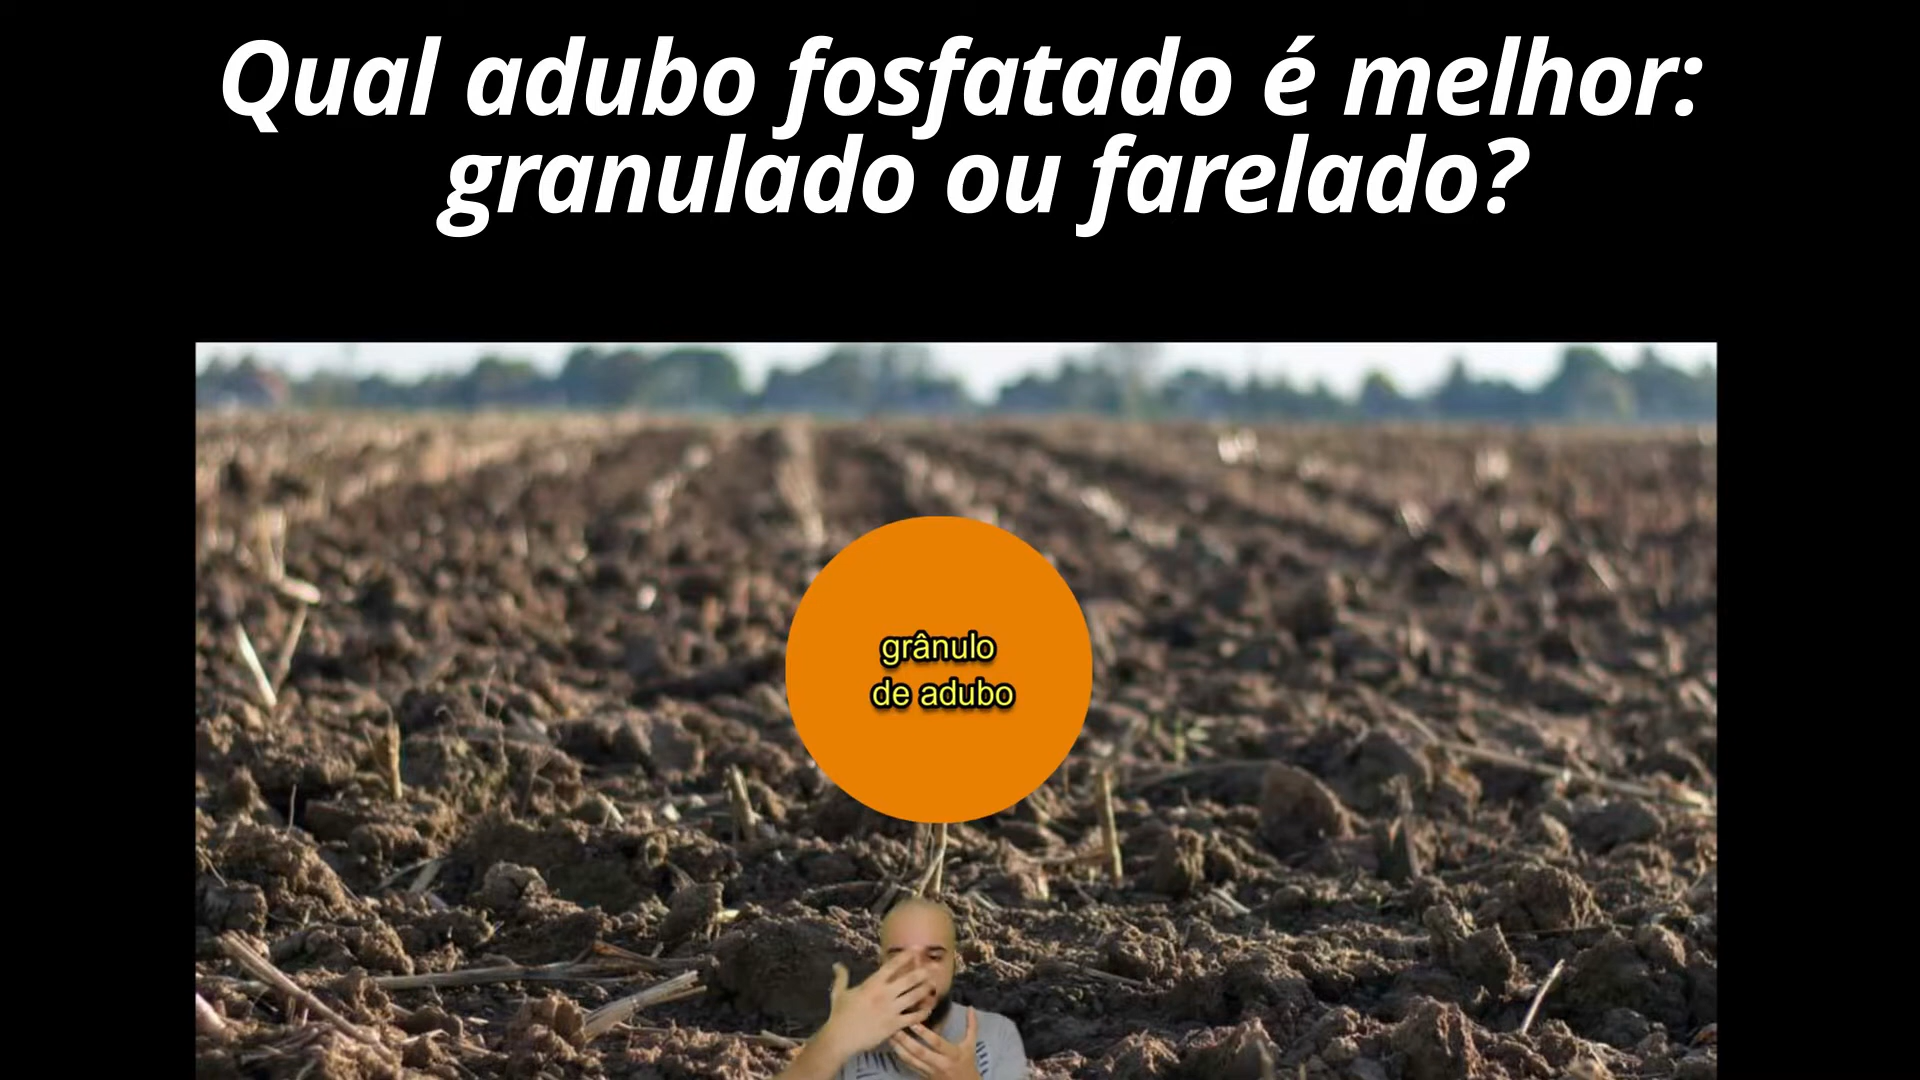 Qual adubo fosfatado é melhor:
granulado ou farelado?
grânulo
de adubo